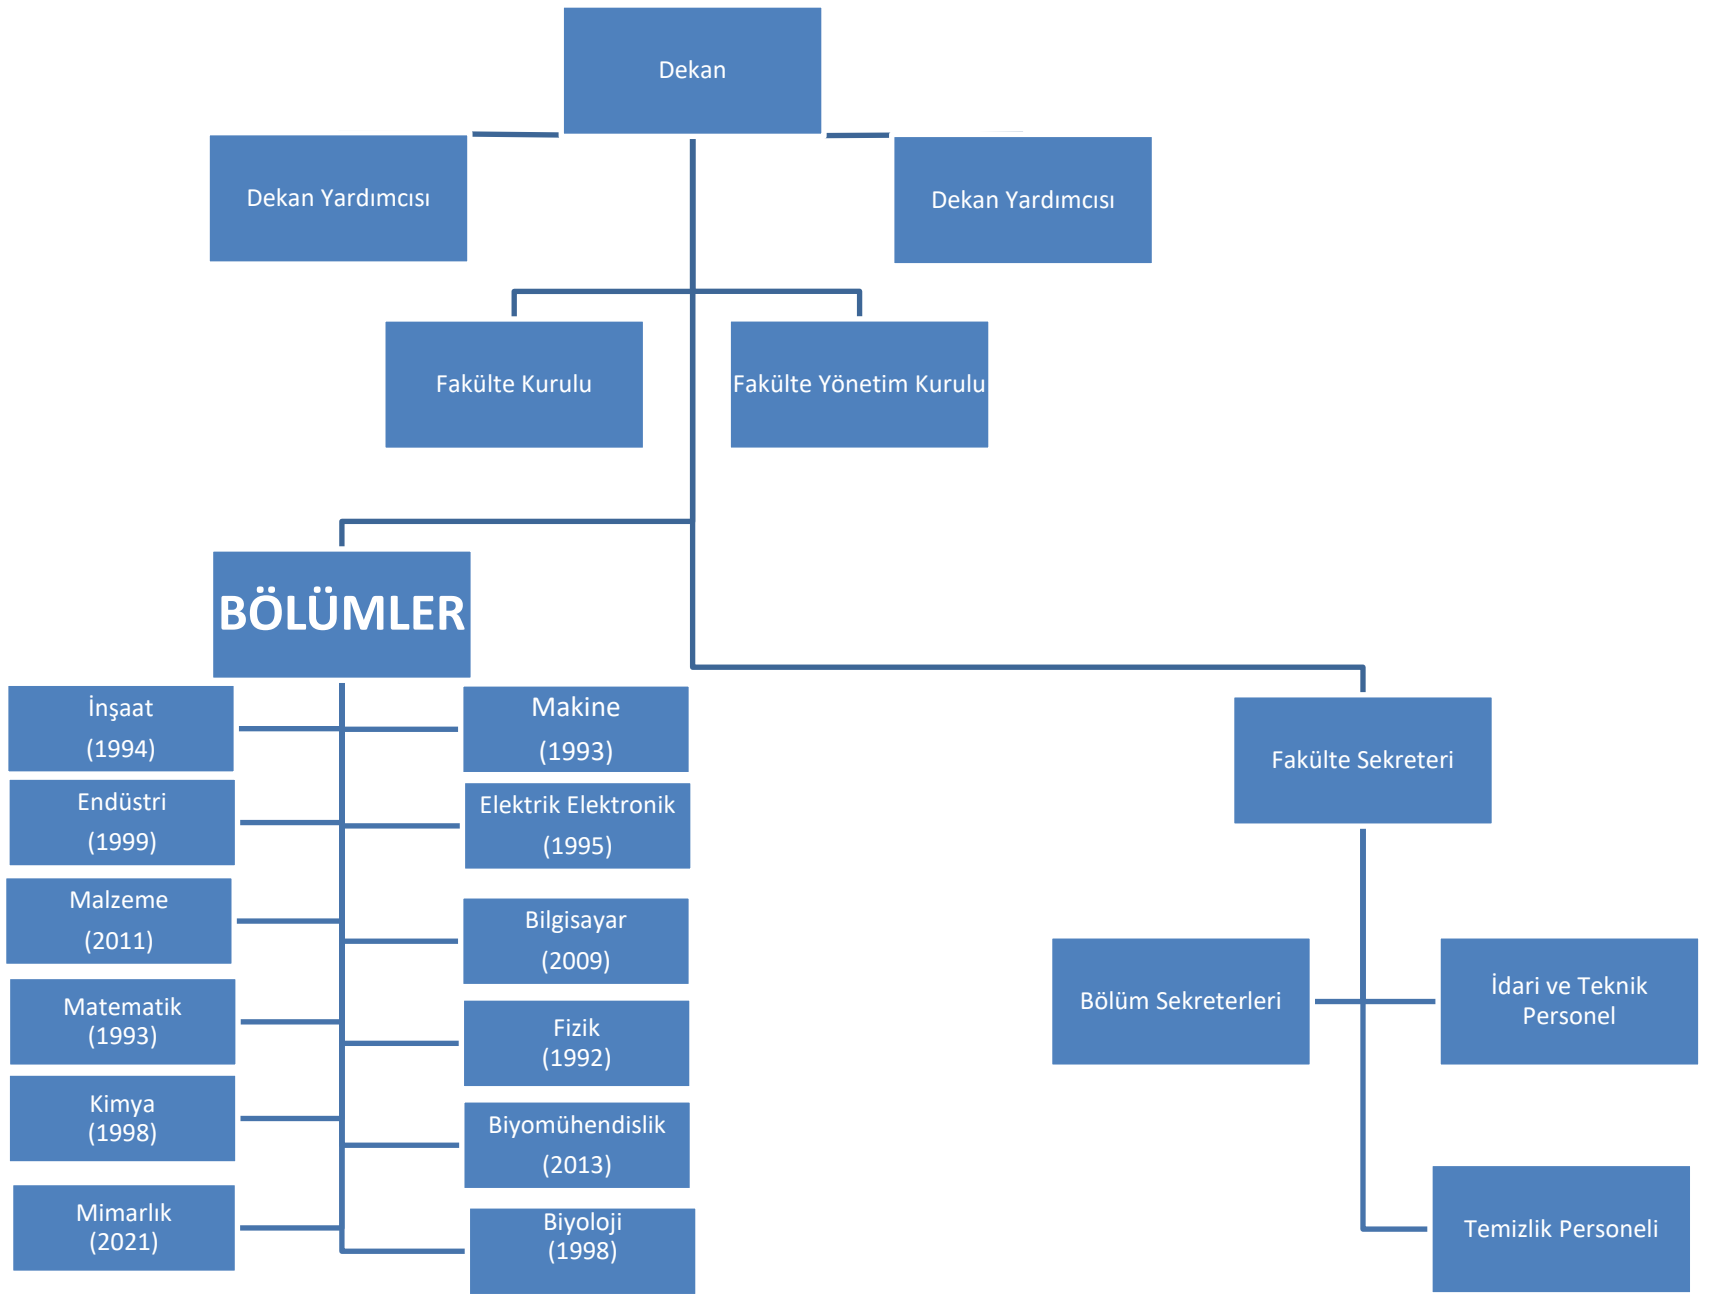 Dekan
Dekan Yardımcısı
Dekan Yardımcısı
Fakülte Kurulu
Fakülte Yönetim Kurulu
BÖLÜMLER
İnşaat
(1994)
Makine
(1993)
Endüstri
(1999)
Elektrik Elektronik
(1995)
Malzeme
(2011)
Bilgisayar
(2009)
Matematik
(1993)
Fizik
(1992)
Kimya
(1998)
Biyomühendislik
(2013)
Mimarlık
(2021)
Biyoloji
(1998)
Fakülte Sekreteri
Bölüm Sekreterleri
İdari ve Teknik
Personel
Temizlik Personeli